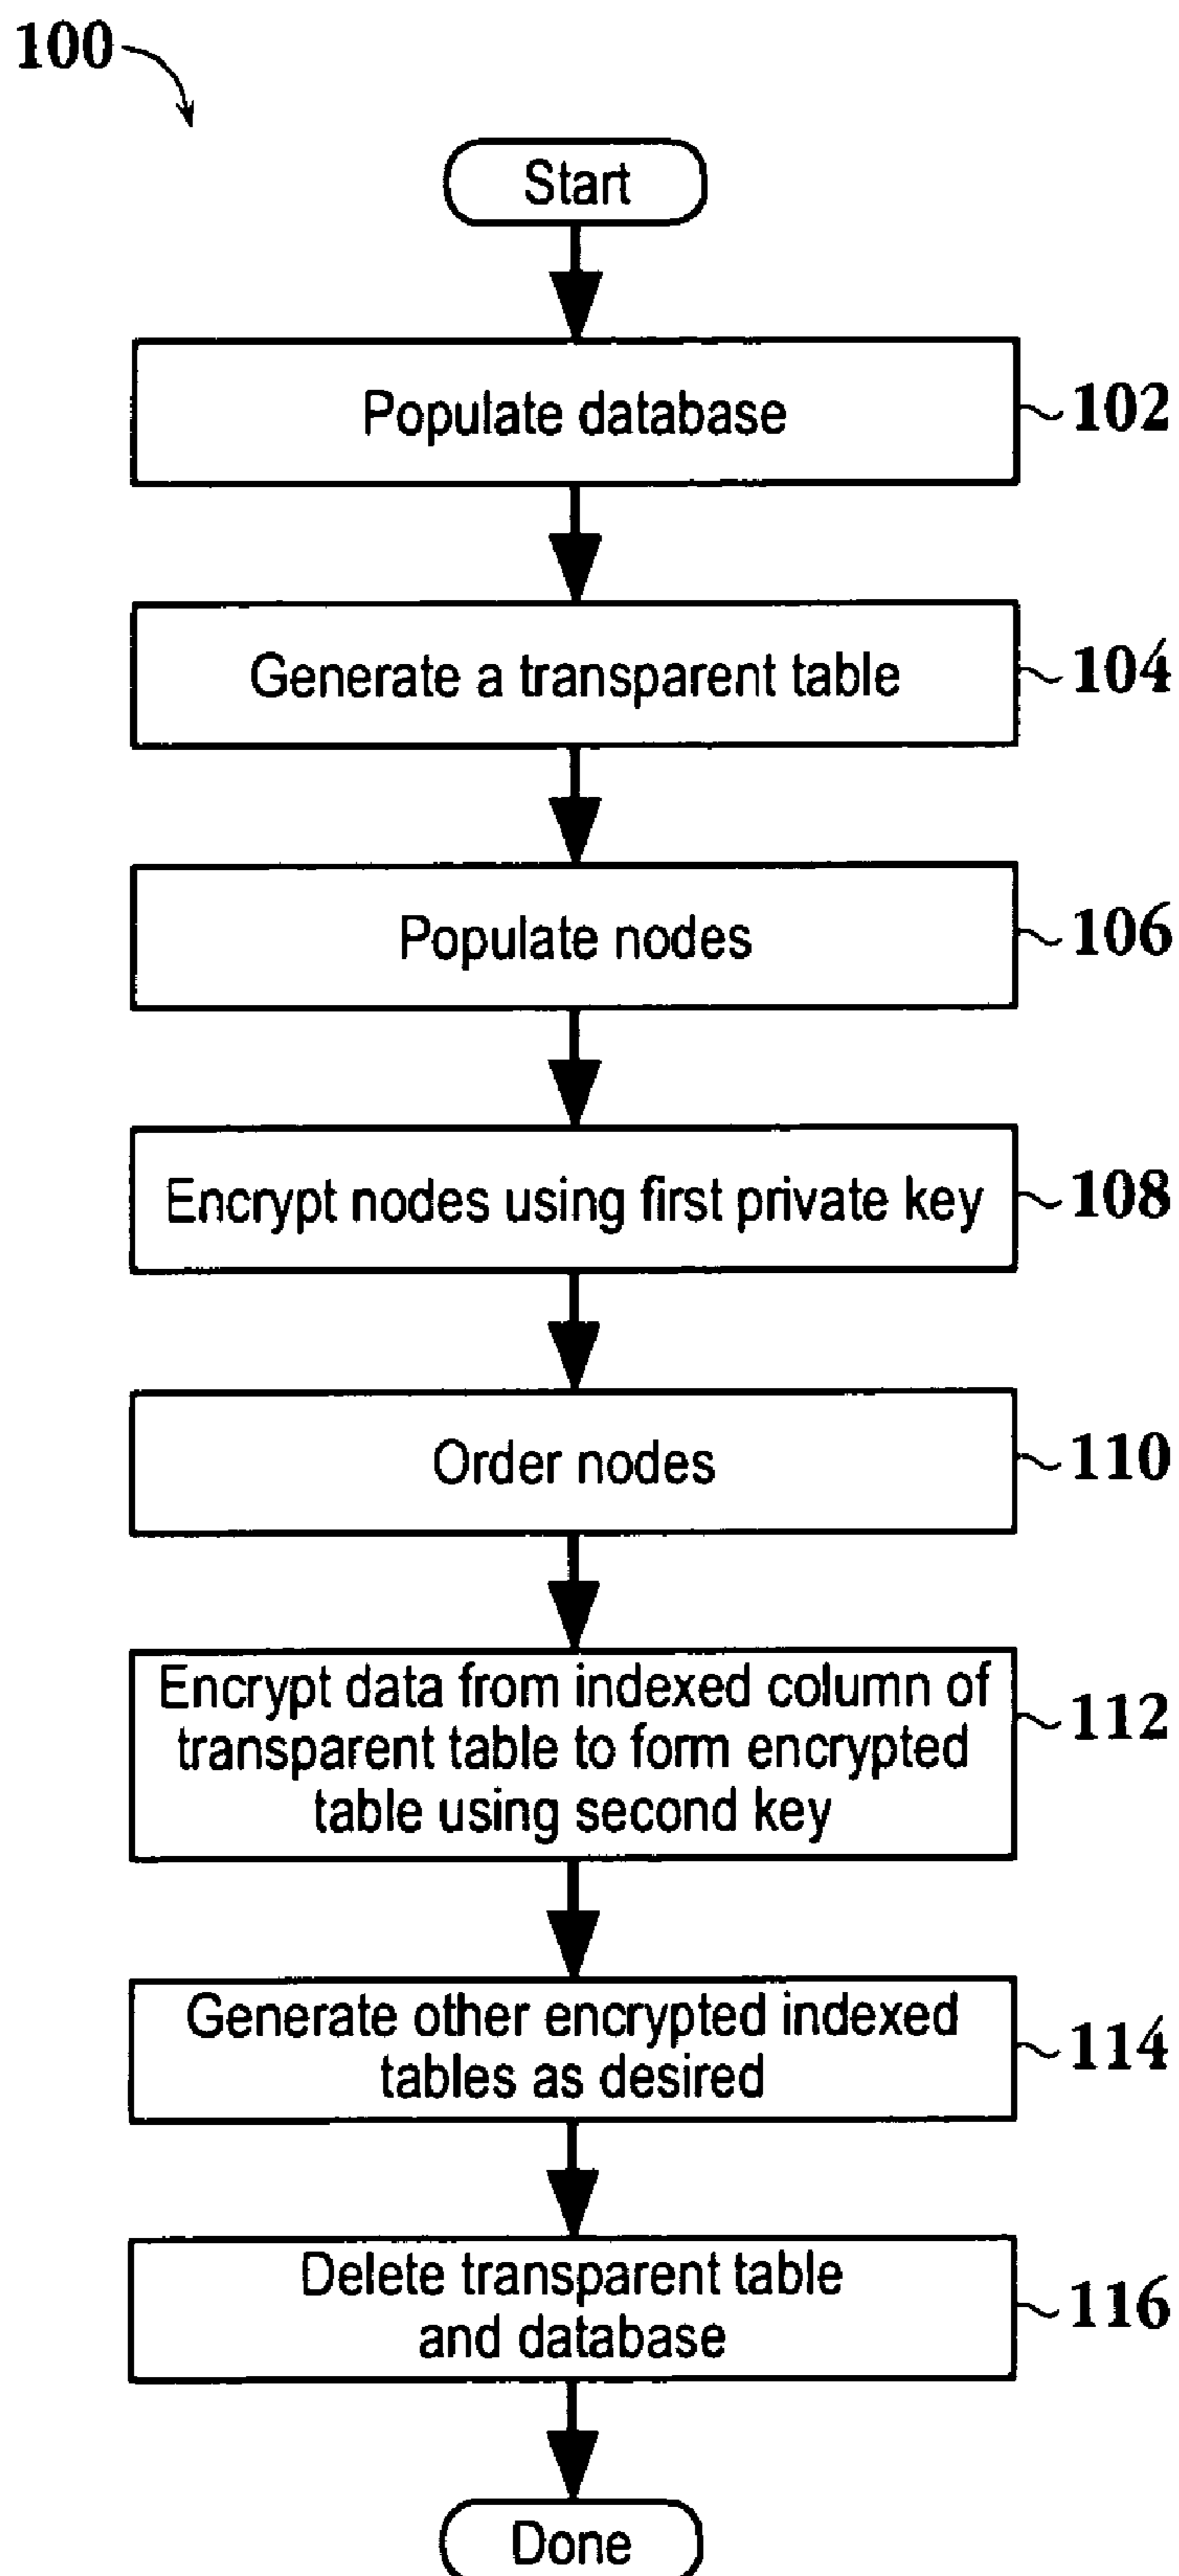 100
Start
Populate database
102
Generate a transparent table
104
Populate nodes
106
Encrypt nodes using first private key
108
Order nodes
110
Encrypt data from indexed column of
transparent table to form encrypted
table using second key
112
Generate other encrypted indexed
tables as desired
114
Delete transparent table
and database
116
Done